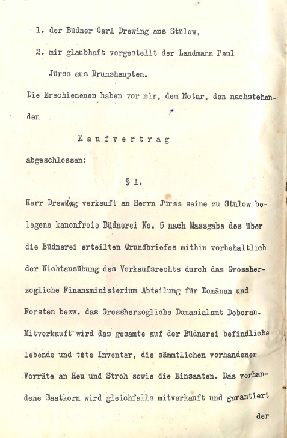 1. der Büdner Carl Drewing aus Stülow,
2. mir glaubhaft vorgestellt der Landmann Paul
Jürss aus Brunshaupten.
Die Erschienenen haben vor mir, dem Notar, den nachstehen-
den
Kaufvertrag
abgeschlossen:
§ 1.
Herr Drewing verkauft an Herrn Jürss seine zu Stülow be-
legene kanonfreie Büdnerei No. 5 nach Massgabe des über
die Büdnerei erteilten Grundbriefes mithin vorbehaltlich
der Nichtausübung des Vorkaufsrechts durch das Grossher-
zogliche Finanzministerium Abteilung für Domänen und
Forsten bezw. das Grossherzogliche Domanialamt Doberan.
Mitverkauft wird das gesamte auf der Büdnerei befindliche
lebende und tote Inventar, die sämtlichen vorhandenen
Vorräte an Heu und Stroh sowie die Einsaaten. Das vorhan-
dene Saatkorn wird gleichfalls mitverkauft und garantiert
der